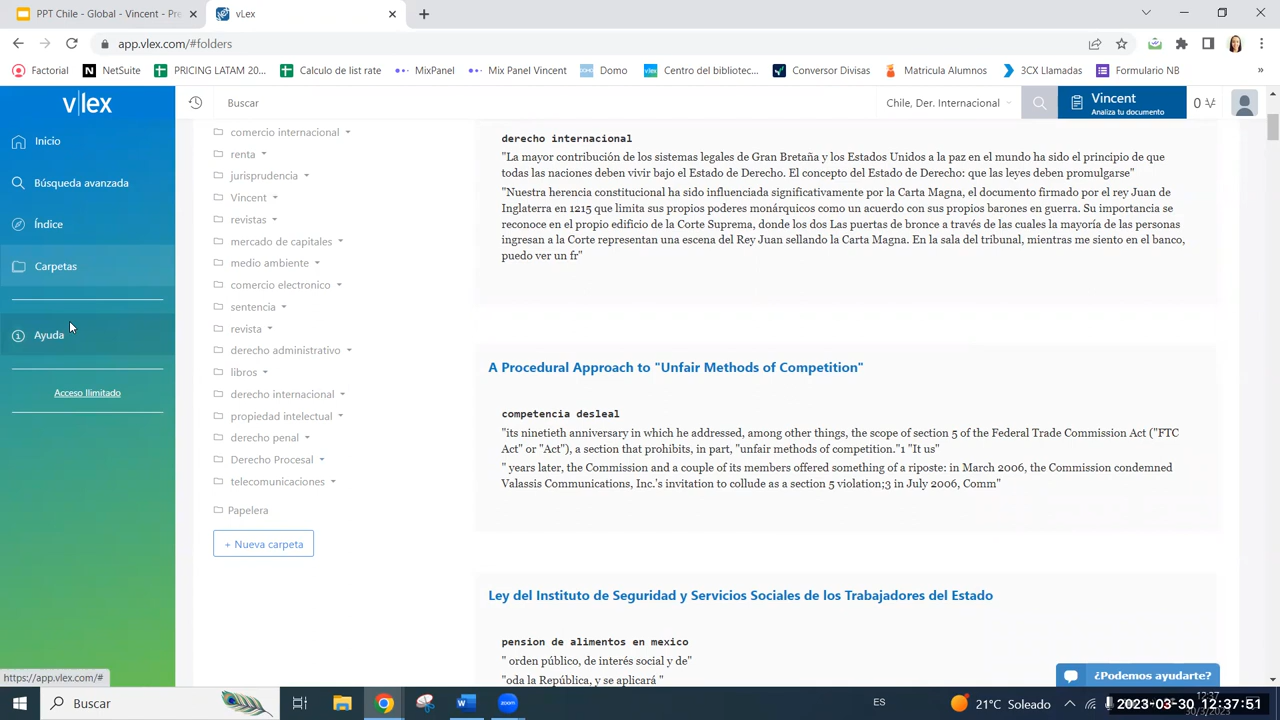 PPT Chile - Global - Vincent - Pre
vLex
app.vlex.com/#folders
Factorial
NetSuite
PRICING LATAM 20...
Calculo de list rate
MixPanel
Mix Panel Vincent
Domo
Centro del bibliotec...
Conversor Divisas
Matricula Alumnos
3CX Llamadas
Formulario NB
»
v|lex
Buscar
Chile, Der. Internacional
Vincent
Analiza tu documento
0
Inicio
Búsqueda avanzada
Índice
Carpetas
Ayuda
Acceso Ilimitado
comercio internacional
renta
jurisprudencia
Vincent
revistas
mercado de capitales
medio ambiente
comercio electronico
sentencia
revista
derecho administrativo
libros
derecho internacional
propiedad intelectual
derecho penal
Derecho Procesal
telecomunicaciones
Papelera
+ Nueva carpeta
derecho internacional
"La mayor contribución de los sistemas legales de Gran Bretaña y los Estados Unidos a la paz en el mundo ha sido el principio de que
todas las naciones deben vivir bajo el Estado de Derecho. El concepto del Estado de Derecho: que las leyes deben promulgarse"
"Nuestra herencia constitucional ha sido influenciada significativamente por la Carta Magna, el documento firmado por el rey Juan de
Inglaterra en 1215 que limita sus propios poderes monárquicos como un acuerdo con sus propios barones en guerra. Su importancia se
reconoce en el propio edificio de la Corte Suprema, donde los dos Las puertas de bronce a través de las cuales la mayoría de las personas
ingresan a la Corte representan una escena del Rey Juan sellando la Carta Magna. En la sala del tribunal, mientras me siento en el banco,
puedo ver un fr"
A Procedural Approach to "Unfair Methods of Competition"
competencia desleal
"its ninetieth anniversary in which he addressed, among other things, the scope of section 5 of the Federal Trade Commission Act ("FTC
Act" or "Act"), a section that prohibits, in part, "unfair methods of competition."1 "It us"
" years later, the Commission and a couple of its members offered something of a riposte: in March 2006, the Commission condemned
Valassis Communications, Inc.'s invitation to collude as a section 5 violation;3 in July 2006, Comm"
Ley del Instituto de Seguridad y Servicios Sociales de los Trabajadores del Estado
pension de alimentos en mexico
" orden público, de interés social y de"
"oda la República, y se aplicará "
¿Podemos ayudarte?
https://app.vlex.com/#
Buscar
zoom
ES
21°C Soleado
12:37
2023-03-30 12:37:51